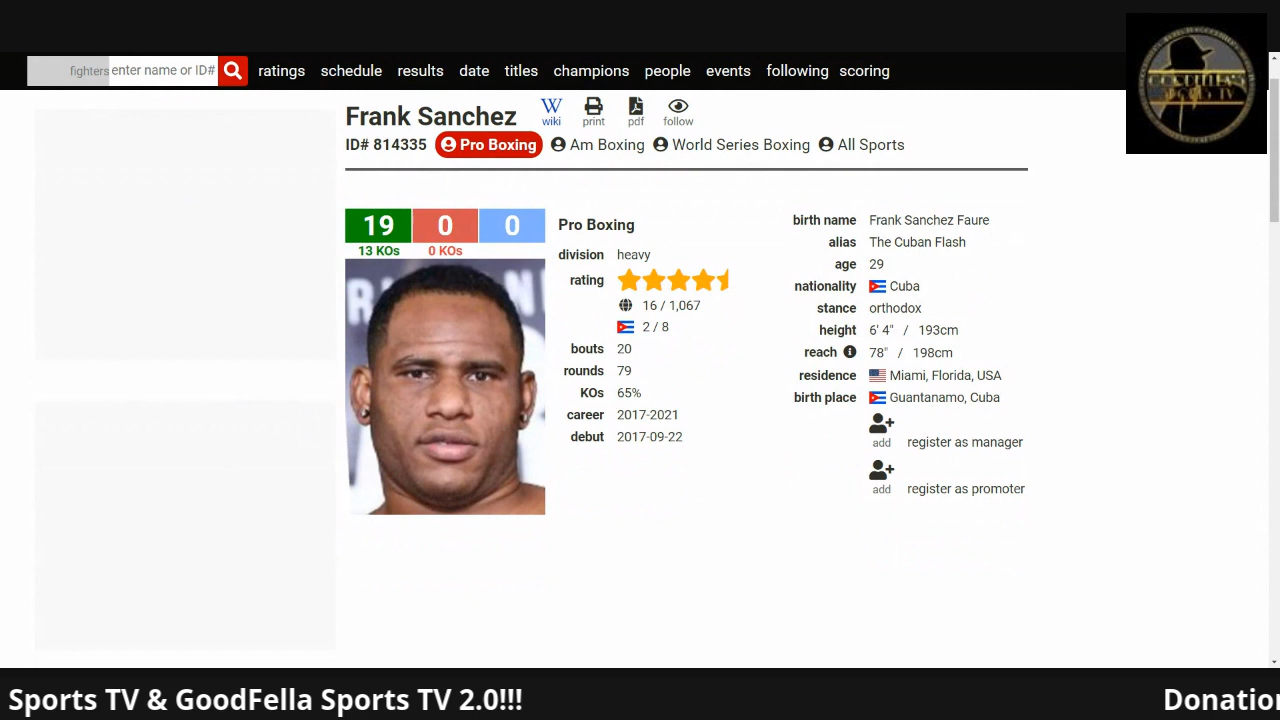 fighters enter name or ID#
ratings schedule results date titles champions people events following scoring
GOODFELLA'S
SPORTS TV
Frank Sanchez
W
wiki print pdf follow
ID# 814335 Pro Boxing Am Boxing World Series Boxing All Sports
19 0 0
13 KOs 0 KOs
Pro Boxing
division heavy
rating
16 / 1,067
2 / 8
bouts 20
rounds 79
KOs 65%
career 2017-2021
debut 2017-09-22
birth name Frank Sanchez Faure
alias The Cuban Flash
age 29
nationality Cuba
stance orthodox
height 6' 4" / 193cm
reach 78" / 198cm
residence Miami, Florida, USA
birth place Guantanamo, Cuba
add register as manager
add register as promoter
Sports TV & GoodFella Sports TV 2.0!!! Donation